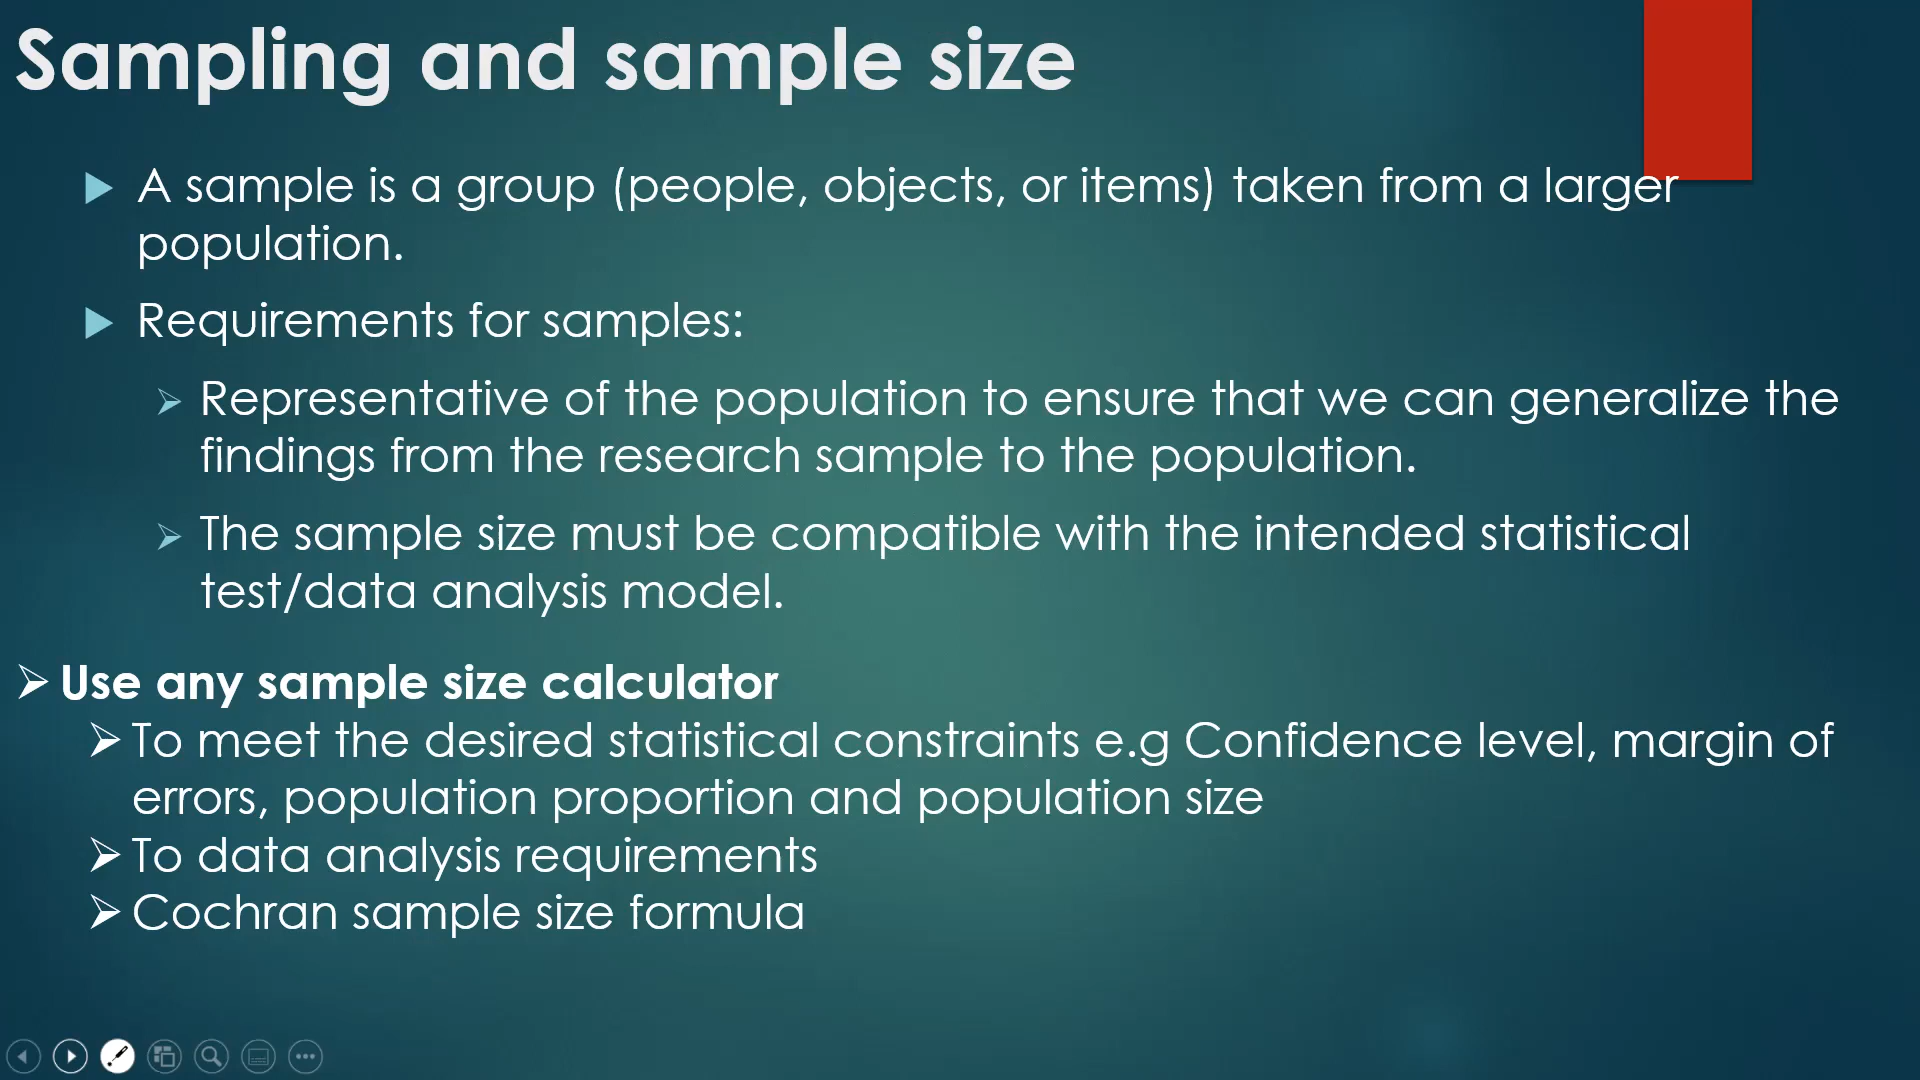 Sampling and sample size
A sample is a group (people, objects, or items) taken from a larger
population.
Requirements for samples:
Representative of the population to ensure that we can generalize the
findings from the research sample to the population.
The sample size must be compatible with the intended statistical
test/data analysis model.
Use any sample size calculator
To meet the desired statistical constraints e.g Confidence level, margin of
errors, population proportion and population size
To data analysis requirements
Cochran sample size formula